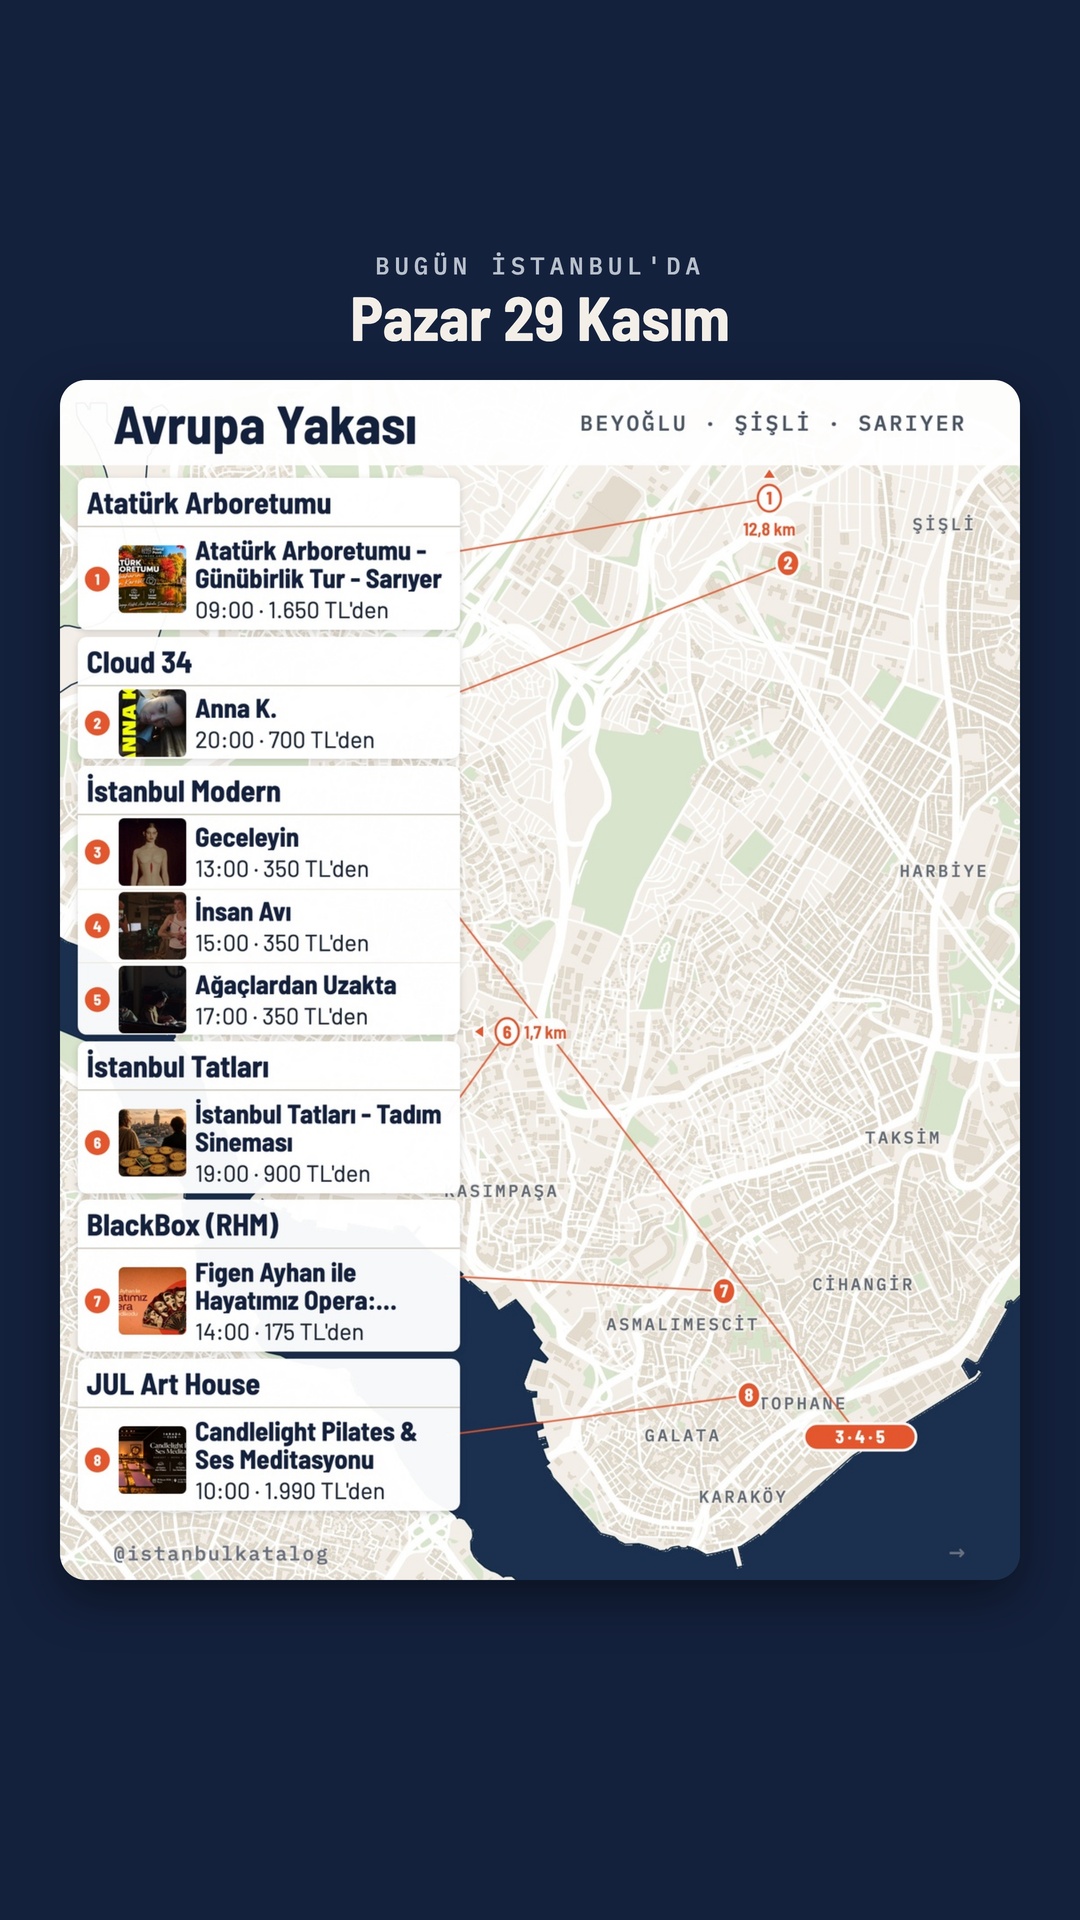 BUGÜN İSTANBUL'DA
Pazar 29 Kasım
Avrupa Yakası
BEYOĞLU · ŞİŞLİ · SARIYER
Atatürk Arboretumu
1
Atatürk Arboretumu -
Günübirlik Tur - Sarıyer
09:00 · 1.650 TL'den
Cloud 34
2
Anna K.
20:00 · 700 TL'den
İstanbul Modern
3
Geceleyin
13:00 · 350 TL'den
4
İnsan Avı
15:00 · 350 TL'den
5
Ağaçlardan Uzakta
17:00 · 350 TL'den
İstanbul Tatları
6
İstanbul Tatları - Tadım
Sineması
19:00 · 900 TL'den
BlackBox (RHM)
7
Figen Ayhan ile
Hayatımız Opera:...
14:00 · 175 TL'den
JUL Art House
8
Candlelight Pilates &
Ses Meditasyonu
10:00 · 1.990 TL'den
@istanbulkatalog
1
12,8 km
2
ŞİŞLİ
HARBİYE
6 1,7 km
TAKSİM
KASIMPAŞA
CİHANGİR
7
ASMALIMESCİT
8
TOPHANE
3·4·5
GALATA
KARAKÖY
→